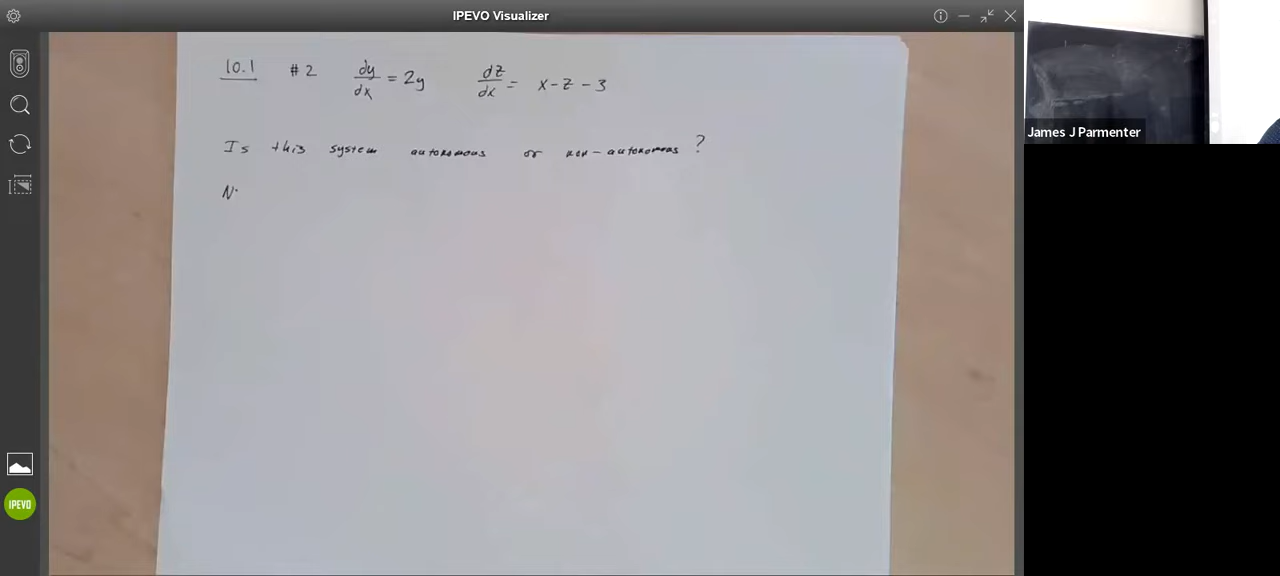 IPEVO Visualizer
10.1 #2 dy/dx = 2y dz/dx = x - z - 3
Is this system autonomous or non-autonomous?
N
James J Parmenter
IPEVO